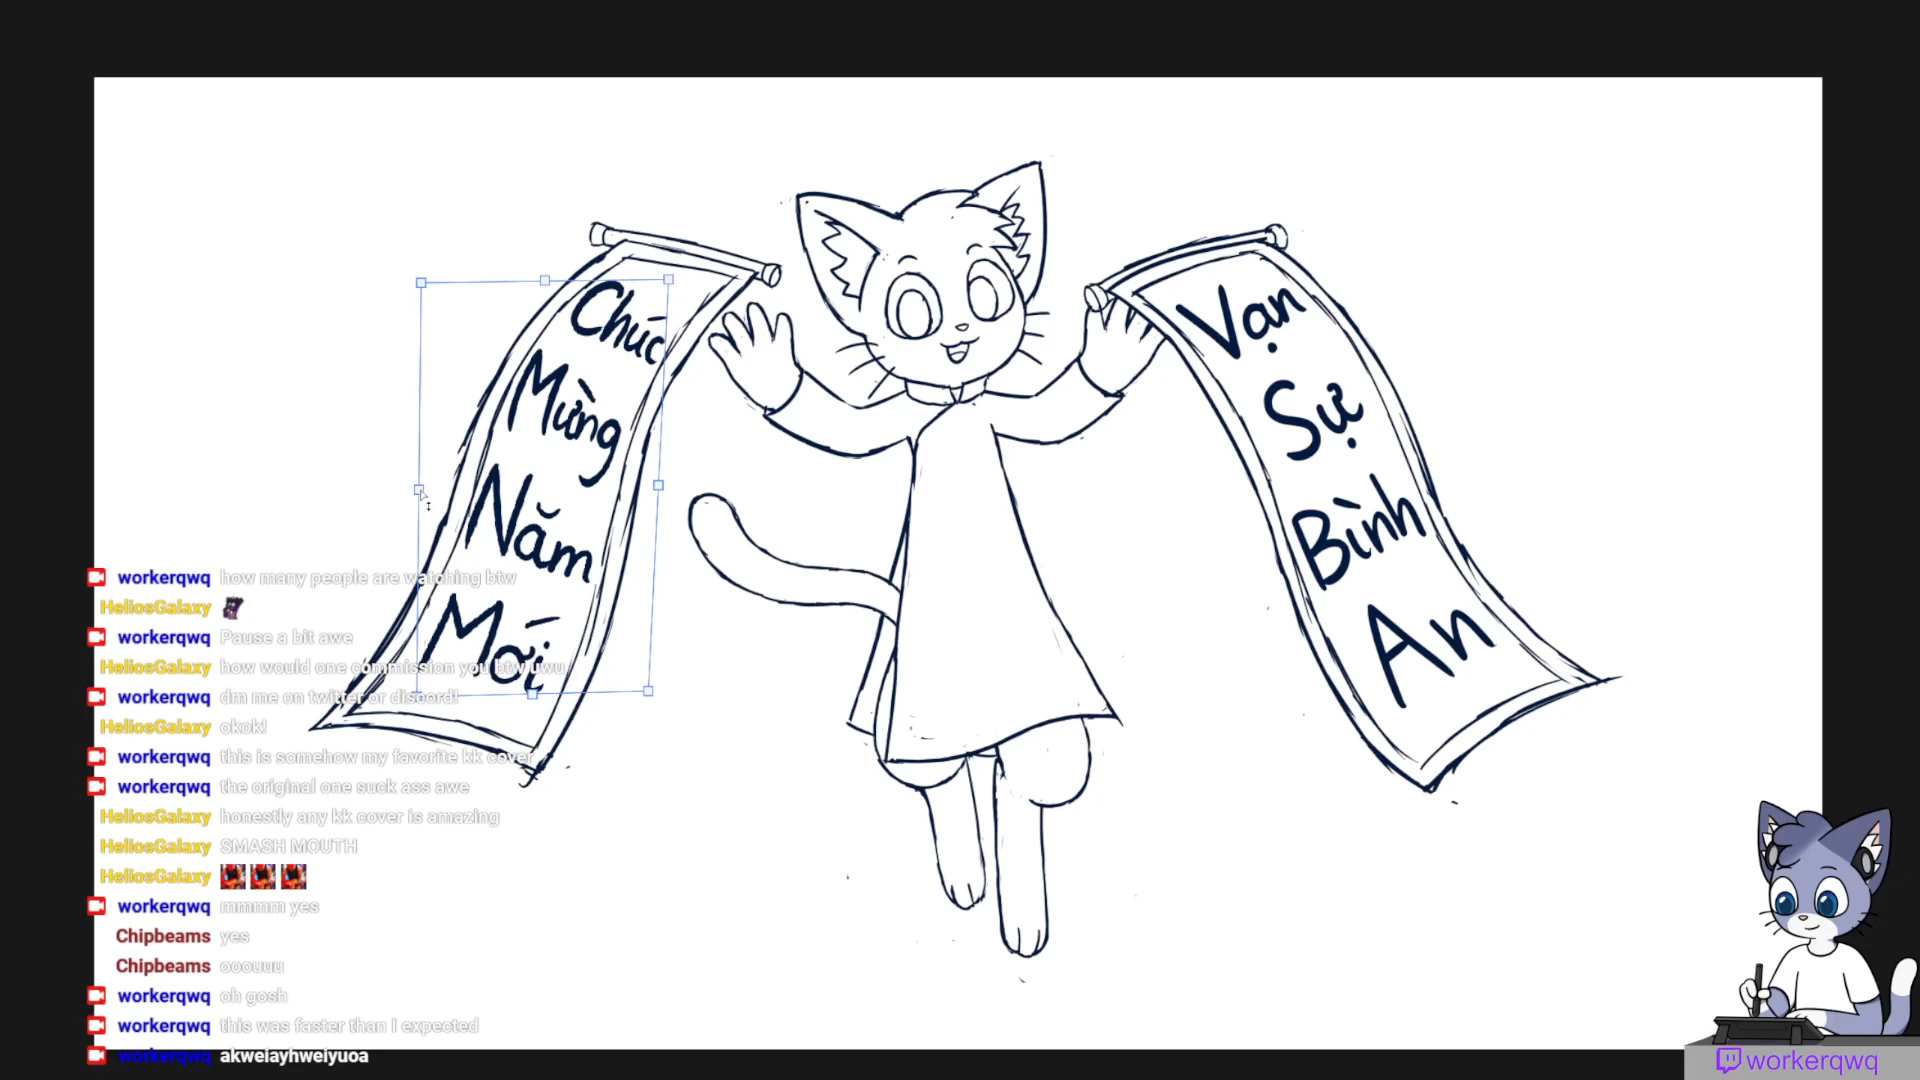 Chúc
Mừng
Năm
Mới
Vạn
Sự
Bình
An
workerqwq how many people are watching btw
HeliosGalaxy
workerqwq Pause a bit awe
HeliosGalaxy how would one commission you btw uwu
workerqwq dm me on twitter or discord!
HeliosGalaxy okok!
workerqwq this is somehow my favorite kk cover
workerqwq the original one suck ass awe
HeliosGalaxy honestly any kk cover is amazing
HeliosGalaxy SMASH MOUTH
HeliosGalaxy
workerqwq mmmm yes
Chipbeams yes
Chipbeams ooouuu
workerqwq oh gosh
workerqwq this was faster than I expected
workerqwq akweiayhweiyuoa
workerqwq